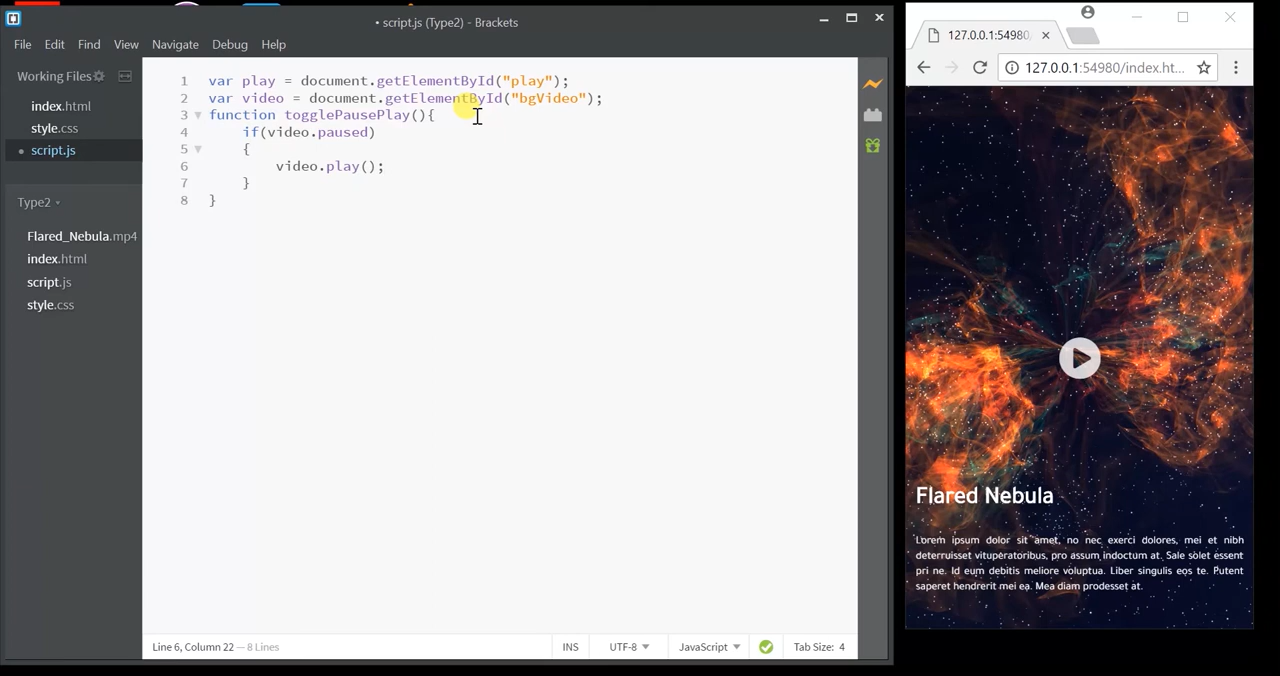 • script.js (Type2) - Brackets
File Edit Find View Navigate Debug Help
Working Files
index.html
style.css
• script.js
Type2
Flared_Nebula.mp4
index.html
script.js
style.css
1 var play = document.getElementById("play");
2 var video = document.getElementById("bgVideo");
3 function togglePausePlay(){
4 if(video.paused)
5 {
6 video.play();
7 }
8 }
Line 6, Column 22 — 8 Lines
INS UTF-8 JavaScript Tab Size: 4
127.0.0.1:54980
127.0.0.1:54980/index.ht...
Flared Nebula
Lorem ipsum dolor sit amet, no nec exerci dolores, mei et nibh
deterruisset vituperatoribus, pro assum indoctum at. Sale solet essent
pri ne. Id eum debitis meliore voluptua. Liber singulis eos te. Putent
saperet hendrerit mei ea. Mea diam prodesset at.